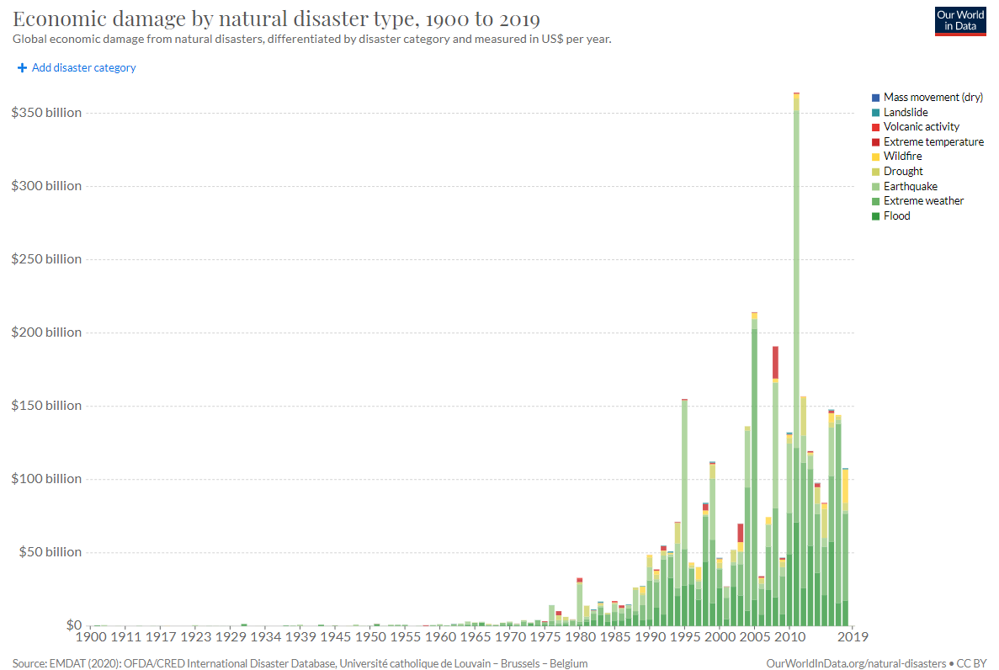 Economic damage by natural disaster type, 1900 to 2019
Global economic damage from natural disasters, differentiated by disaster category and measured in US$ per year.
Our World
in Data
+ Add disaster category
$350 billion
$300 billion
$250 billion
$200 billion
$150 billion
$100 billion
$50 billion
$0
1900 1911 1917 1923 1929 1934 1939 1945 1950 1955 1960 1965 1970 1975 1980 1985 1990 1995 2000 2005 2010 2019
Mass movement (dry)
Landslide
Volcanic activity
Extreme temperature
Wildfire
Drought
Earthquake
Extreme weather
Flood
Source: EMDAT (2020): OFDA/CRED International Disaster Database, Université catholique de Louvain – Brussels – Belgium
OurWorldInData.org/natural-disasters • CC BY